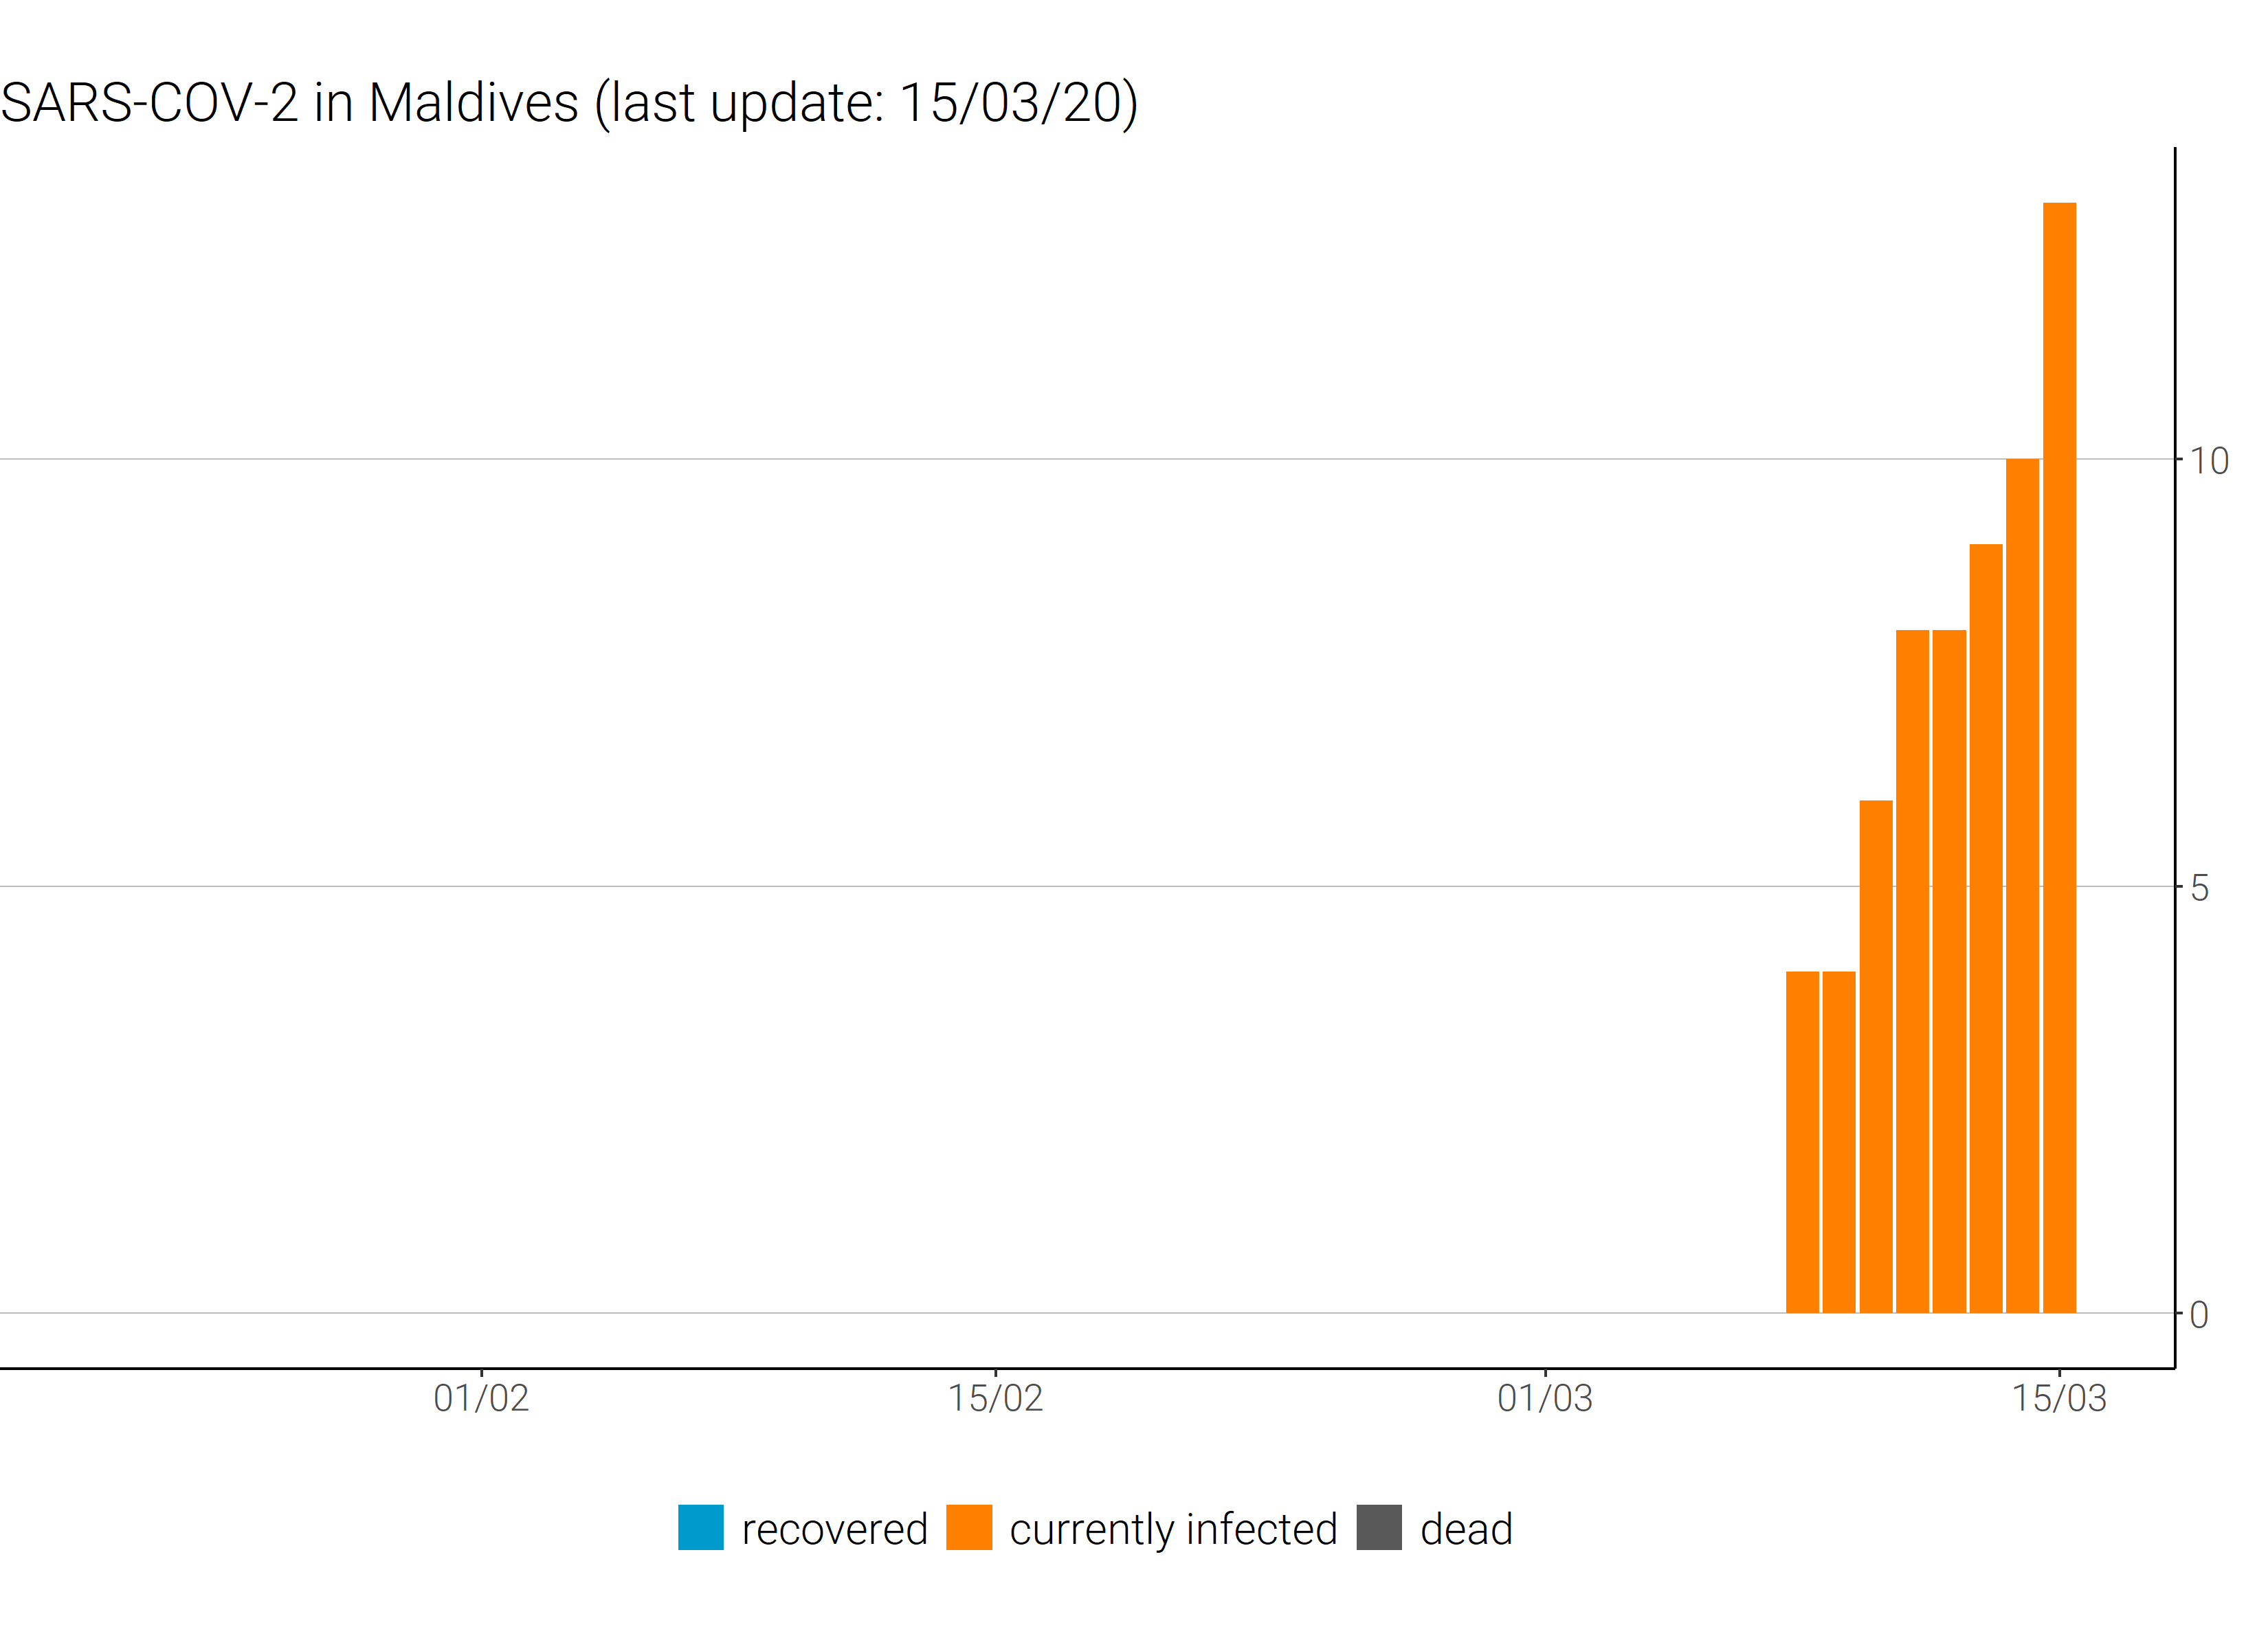 SARS-COV-2 in Maldives (last update: 15/03/20)
10
5
0
01/02 15/02 01/03 15/03
recovered currently infected dead